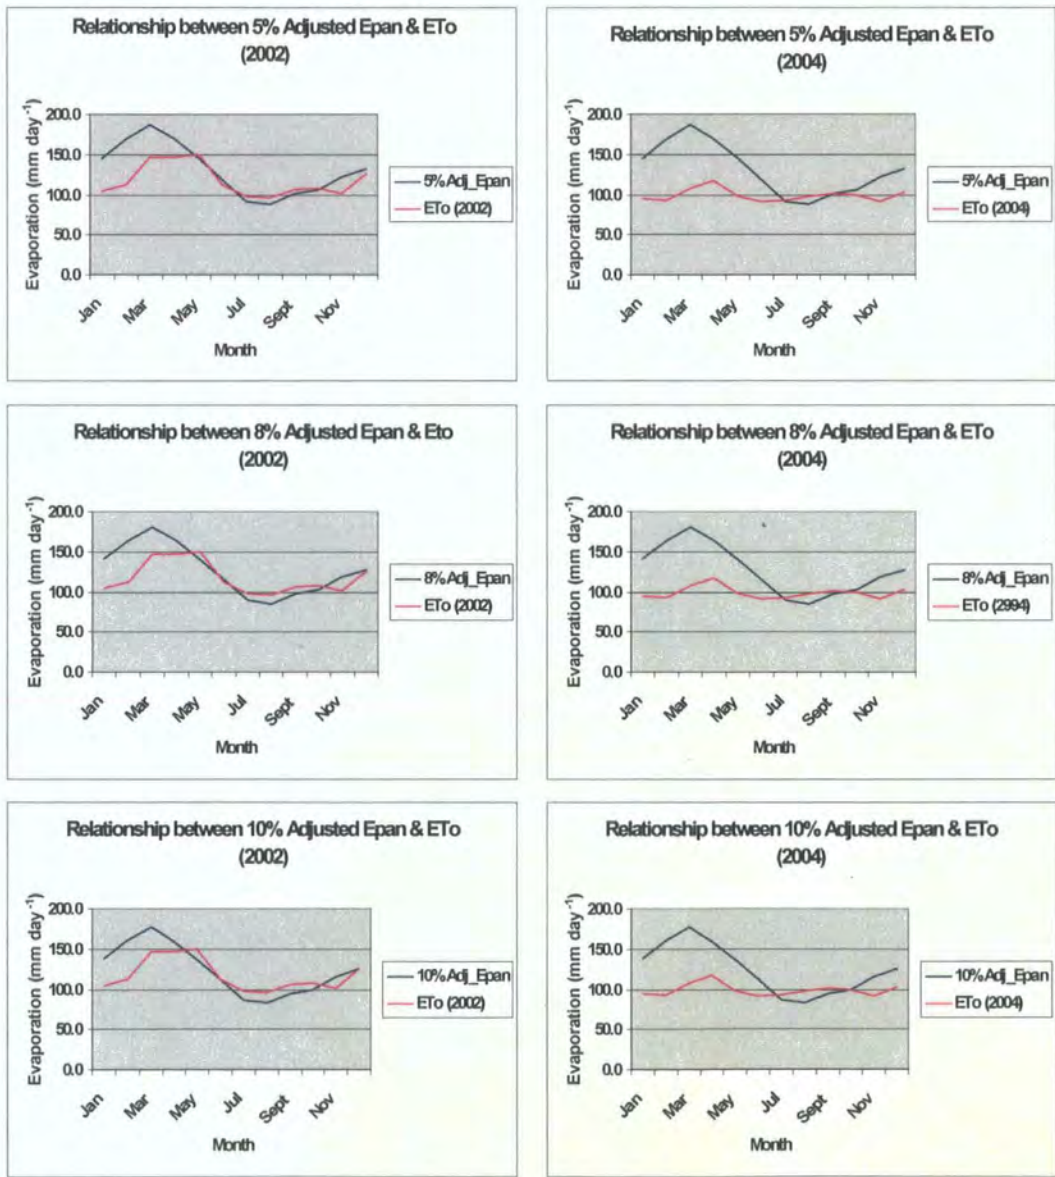 Relationship between 5% Adjusted Epan & ETo
(2002)
Evaporation (mm day⁻¹)
200.0
150.0
100.0
50.0
0.0
Jan
Mar
May
Jul
Sept
Nov
Month
5% Adj_Epan
ETo (2002)
Relationship between 5% Adjusted Epan & ETo
(2004)
Evaporation (mm day⁻¹)
200.0
150.0
100.0
50.0
0.0
Jan
Mar
May
Jul
Sept
Nov
Month
5% Adj_Epan
ETo (2004)
Relationship between 8% Adjusted Epan & Eto
(2002)
Evaporation (mm day⁻¹)
200.0
150.0
100.0
50.0
0.0
Jan
Mar
May
Jul
Sept
Nov
Month
8% Adj_Epan
ETo (2002)
Relationship between 8% Adjusted Epan & ETo
(2004)
Evaporation (mm day⁻¹)
200.0
150.0
100.0
50.0
0.0
Jan
Mar
May
Jul
Sept
Nov
Month
8% Adj_Epan
ETo (2994)
Relationship between 10% Adjusted Epan & ETo
(2002)
Evaporation (mm day⁻¹)
200.0
150.0
100.0
50.0
0.0
Jan
Mar
May
Jul
Sept
Nov
Month
10% Adj_Epan
ETo (2002)
Relationship between 10% Adjusted Epan & ETo
(2004)
Evaporation (mm day⁻¹)
200.0
150.0
100.0
50.0
0.0
Jan
Mar
May
Jul
Sept
Nov
Month
10% Adj_Epan
ETo (2004)